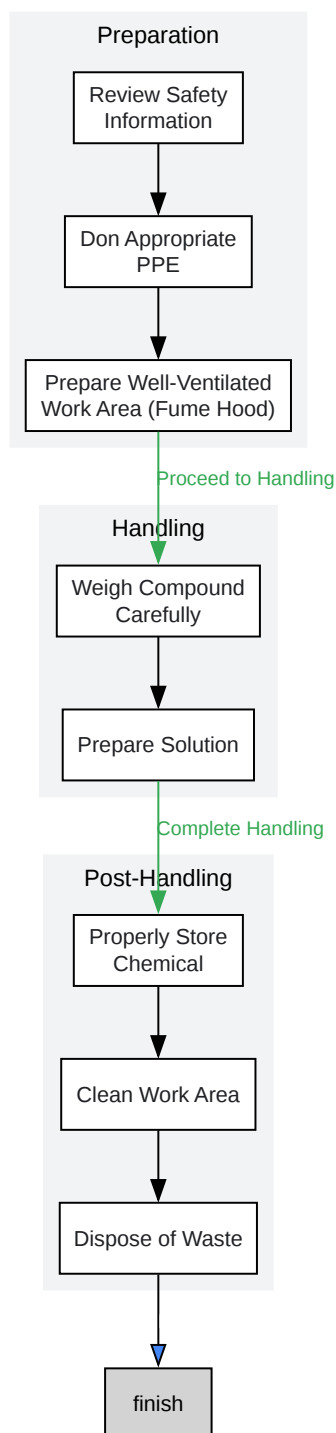 Preparation
Review Safety
Information
Don Appropriate
PPE
Prepare Well-Ventilated
Work Area (Fume Hood)
Proceed to Handling
Handling
Weigh Compound
Carefully
Prepare Solution
Complete Handling
Post-Handling
Properly Store
Chemical
Clean Work Area
Dispose of Waste
finish